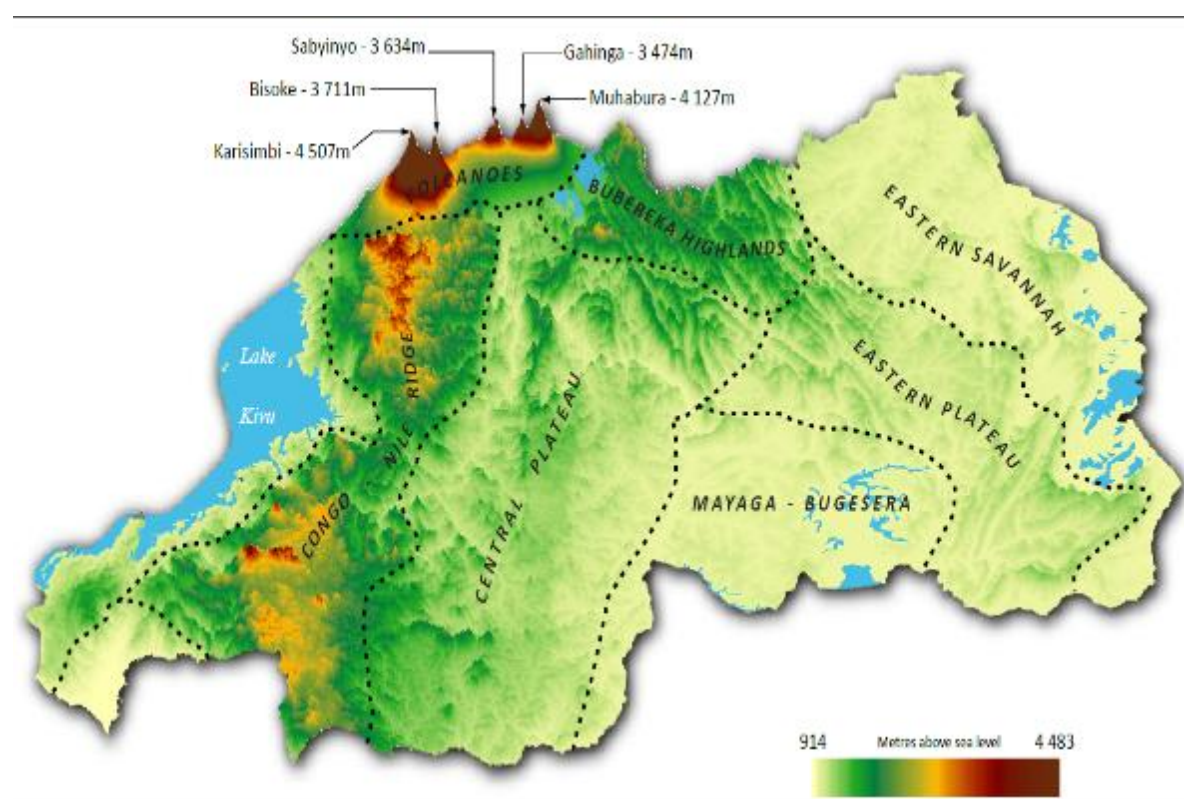 Sabyinyo - 3 634m
Gahinga - 3 474m
Bisoke - 3 711m
Muhabura - 4 127m
Karisimbi - 4 507m
VOLCANOES
BUBEREKA HIGHLANDS
EASTERN SAVANNAH
Lake
Kivu
CONGO NILE RIDGE
CENTRAL PLATEAU
EASTERN PLATEAU
MAYAGA - BUGESERA
914 Metres above sea level 4 483